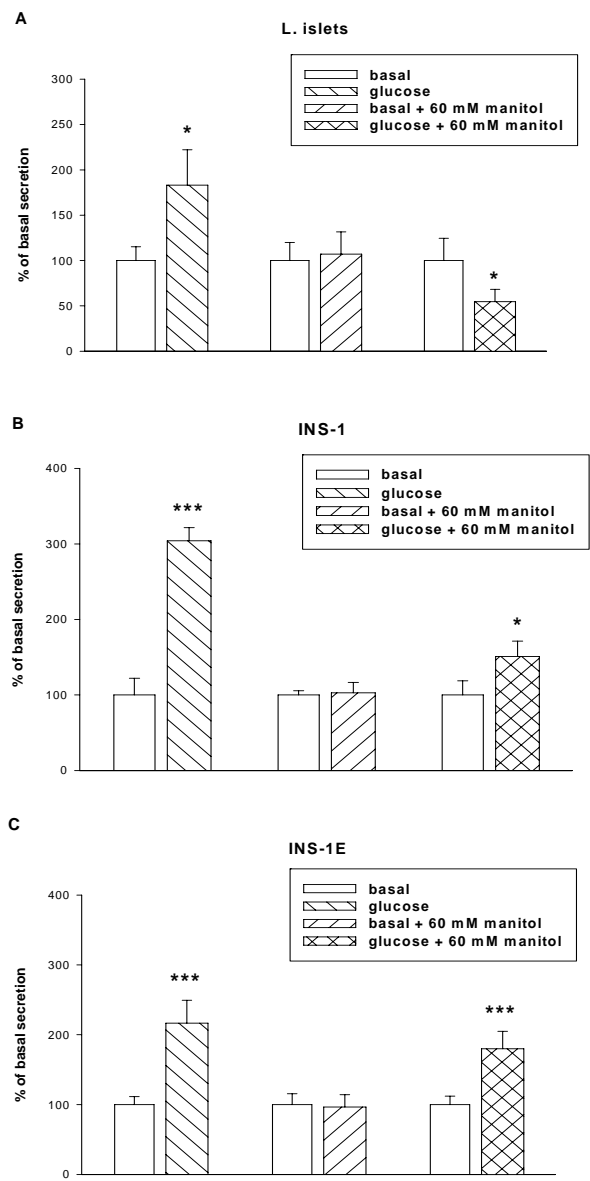 A
L. islets
basal
glucose
basal + 60 mM manitol
glucose + 60 mM manitol
% of basal secretion
300
250
200
150
100
50
0
*
*
B
INS-1
basal
glucose
basal + 60 mM manitol
glucose + 60 mM manitol
% of basal secretion
400
300
200
100
0
***
*
C
INS-1E
basal
glucose
basal + 60 mM manitol
glucose + 60 mM manitol
% of basal secretion
400
300
200
100
0
***
***